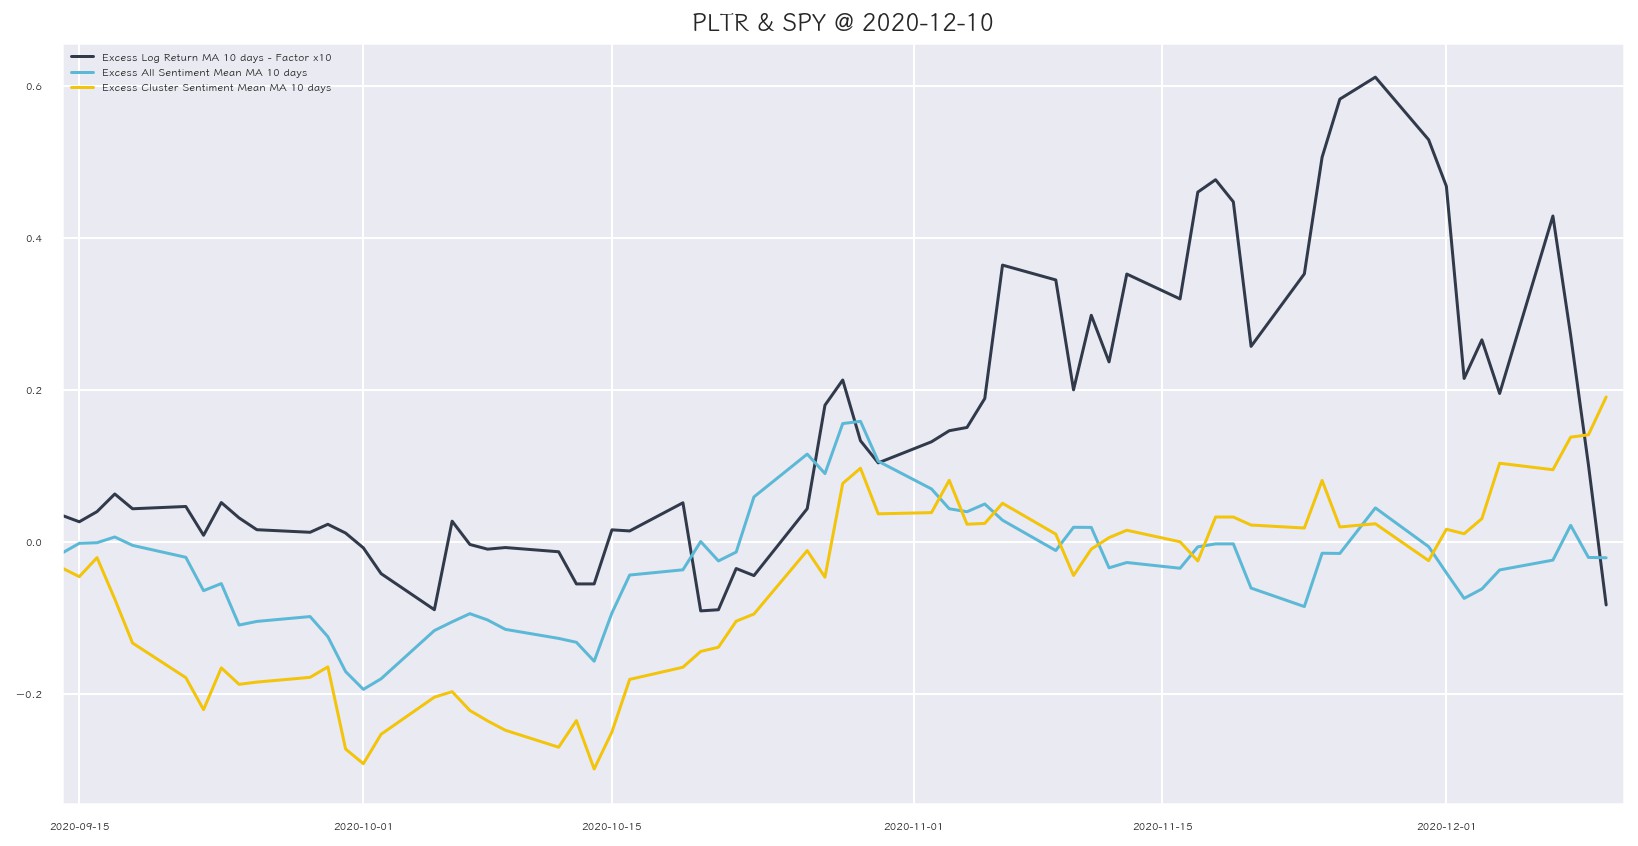 PLTR & SPY @ 2020-12-10
Excess Log Return MA 10 days - Factor x10
Excess All Sentiment Mean MA 10 days
Excess Cluster Sentiment Mean MA 10 days
0.6
0.4
0.2
0.0
−0.2
2020-09-15 2020-10-01 2020-10-15 2020-11-01 2020-11-15 2020-12-01